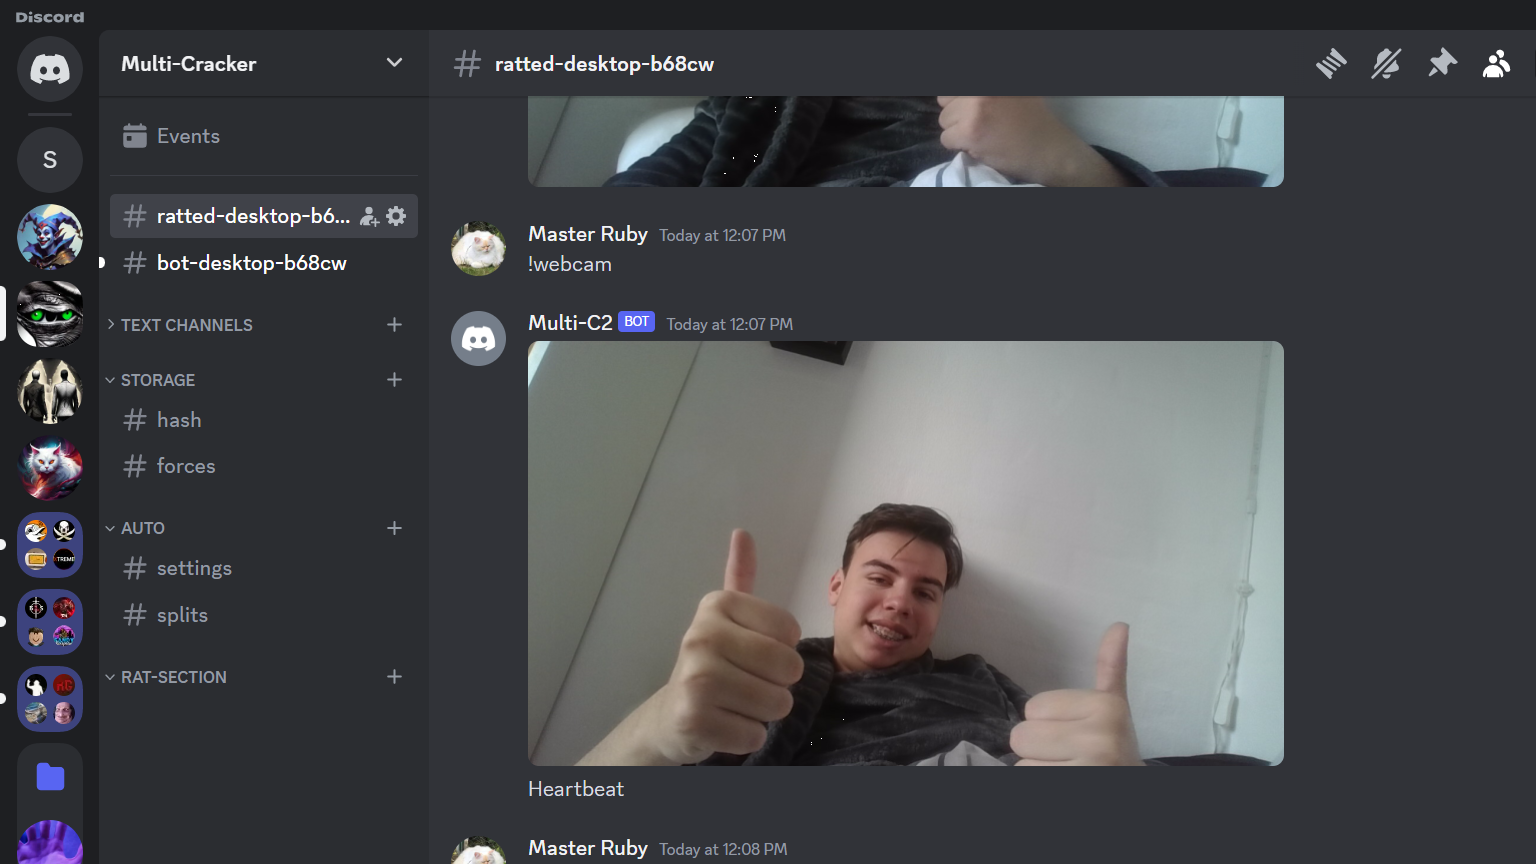 Discord
Multi-Cracker
ratted-desktop-b68cw
Events
S
ratted-desktop-b6...
bot-desktop-b68cw
TEXT CHANNELS
STORAGE
hash
forces
AUTO
settings
splits
RAT-SECTION
Master Ruby Today at 12:07 PM
!webcam
Multi-C2 BOT Today at 12:07 PM
Heartbeat
Master Ruby Today at 12:08 PM